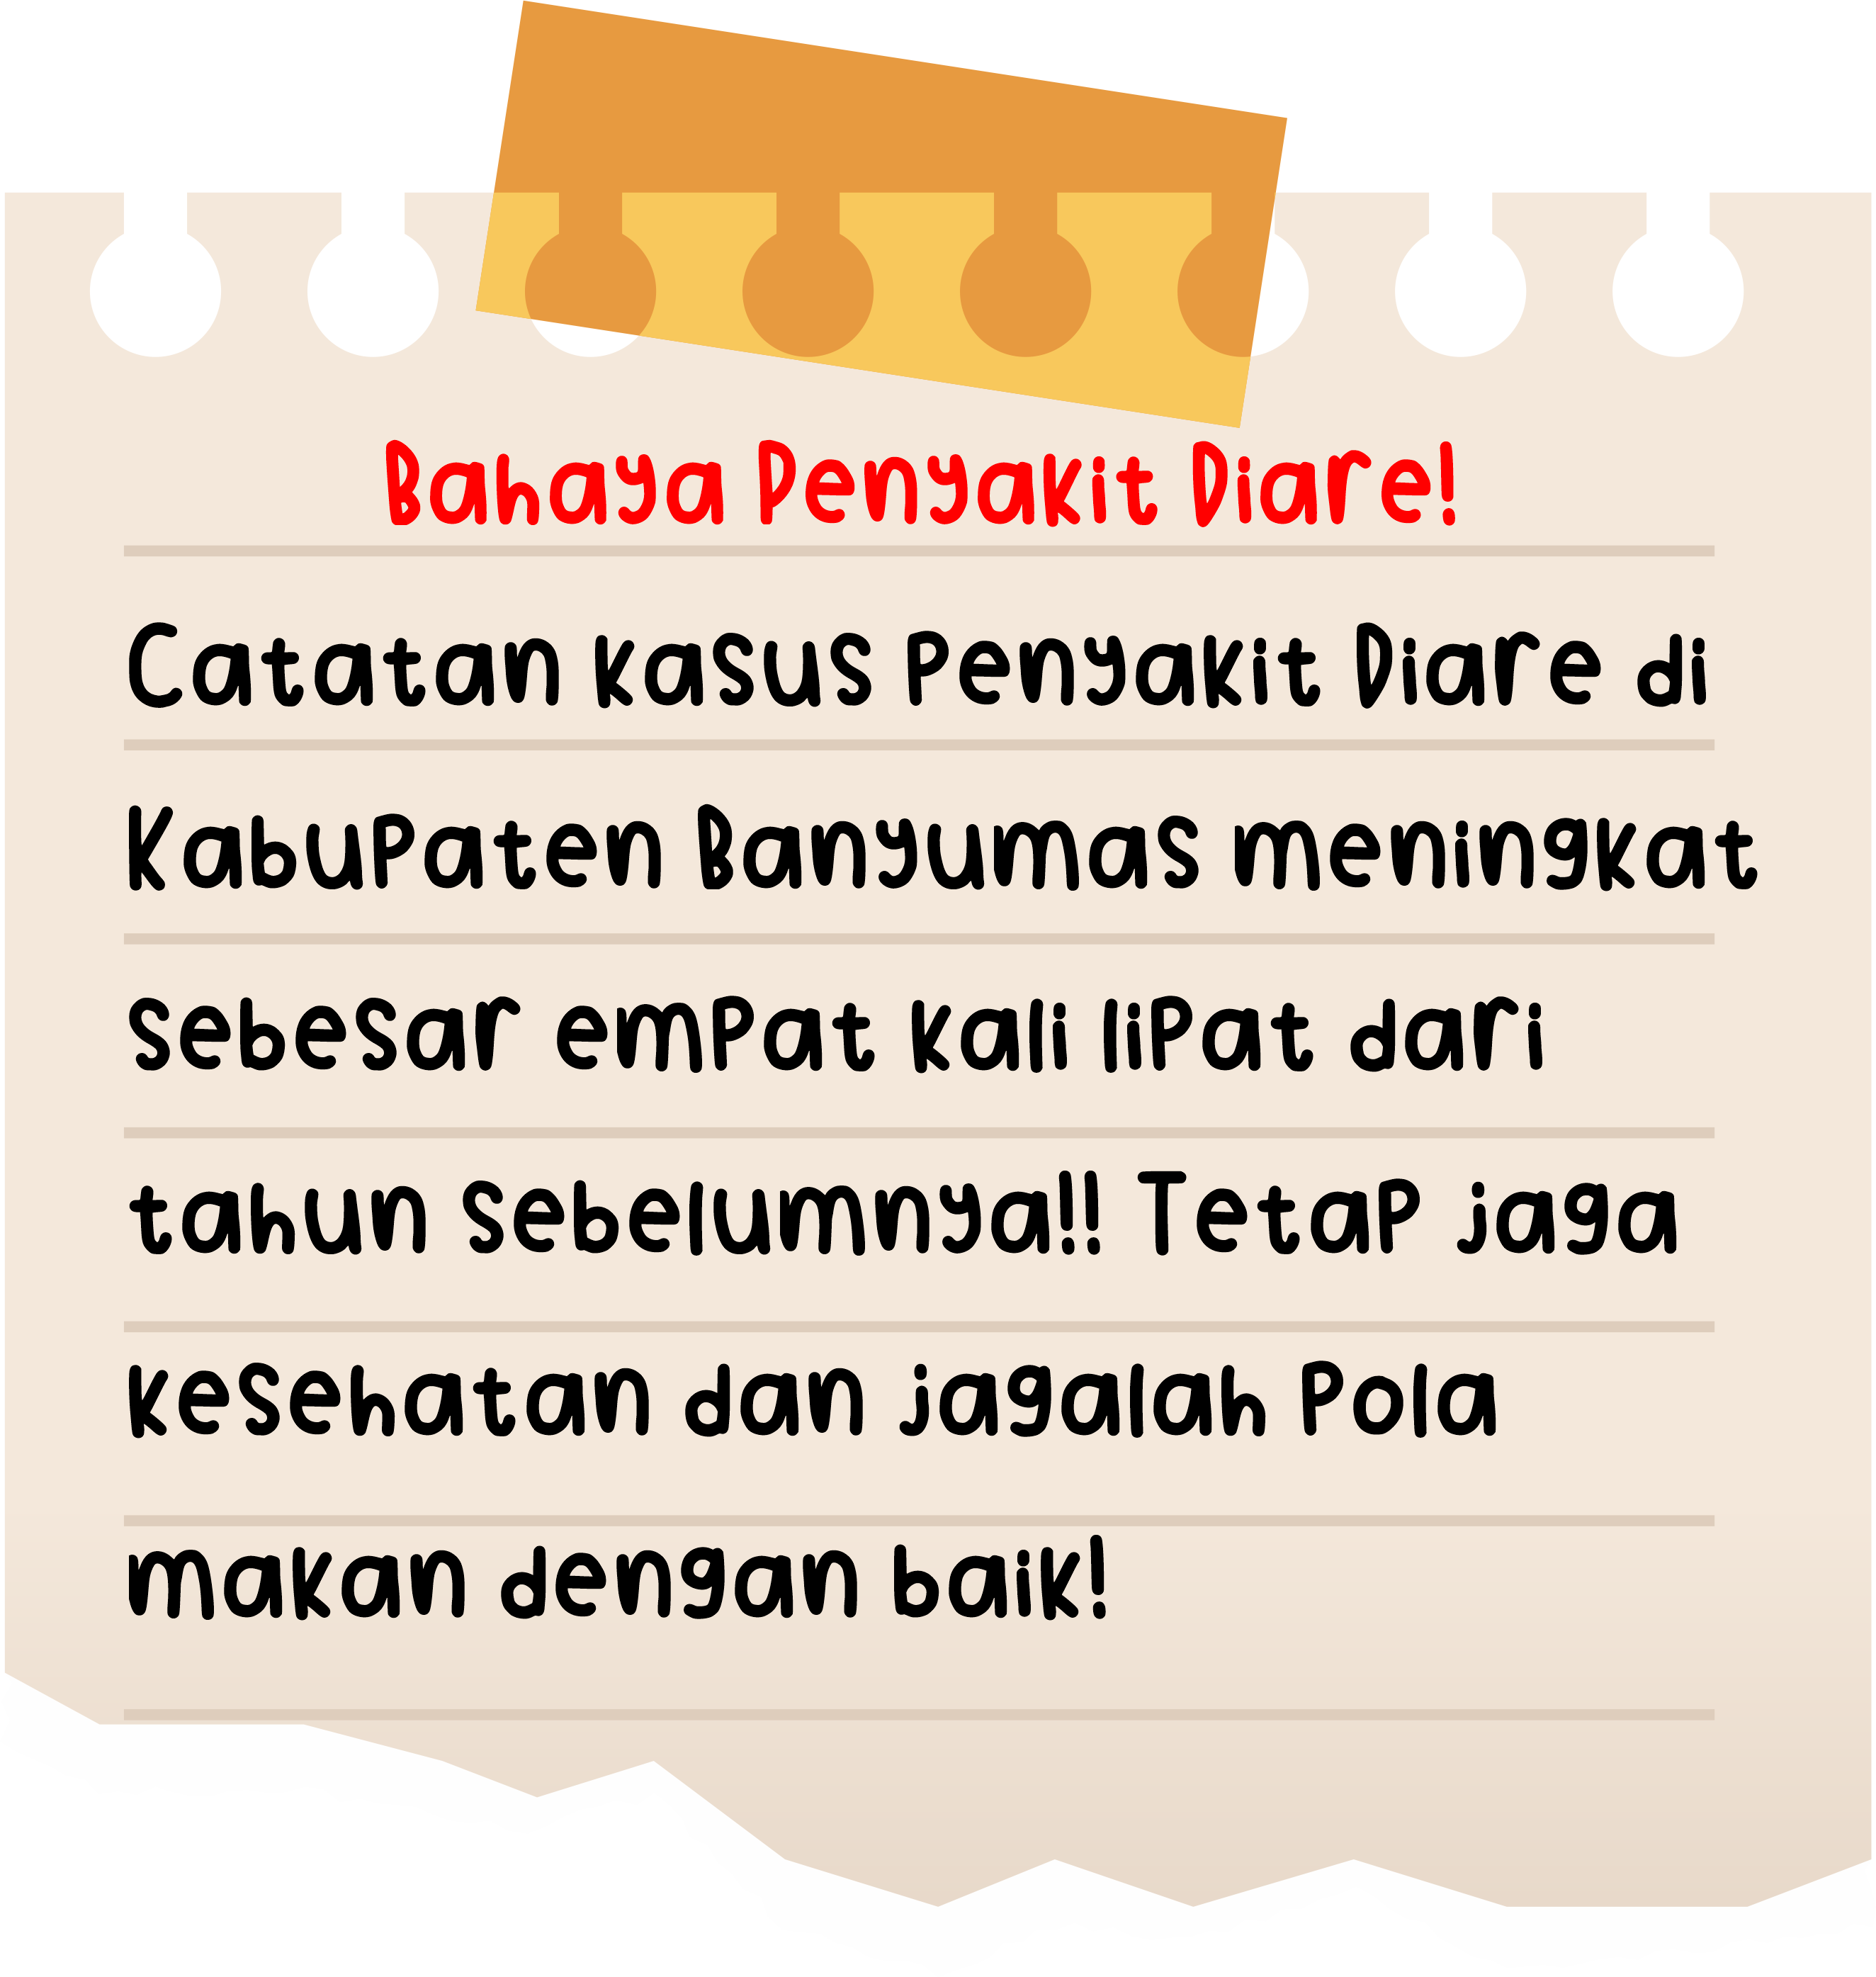 Bahaya Penyakit Diare!
Catatan kasus Penyakit Diare di
Kabupaten Banyumas meningkat
sebesar empat kali lipat dari
tahun sebelumnya!! Tetap jaga
kesehatan dan jagalah Pola
makan dengan baik!